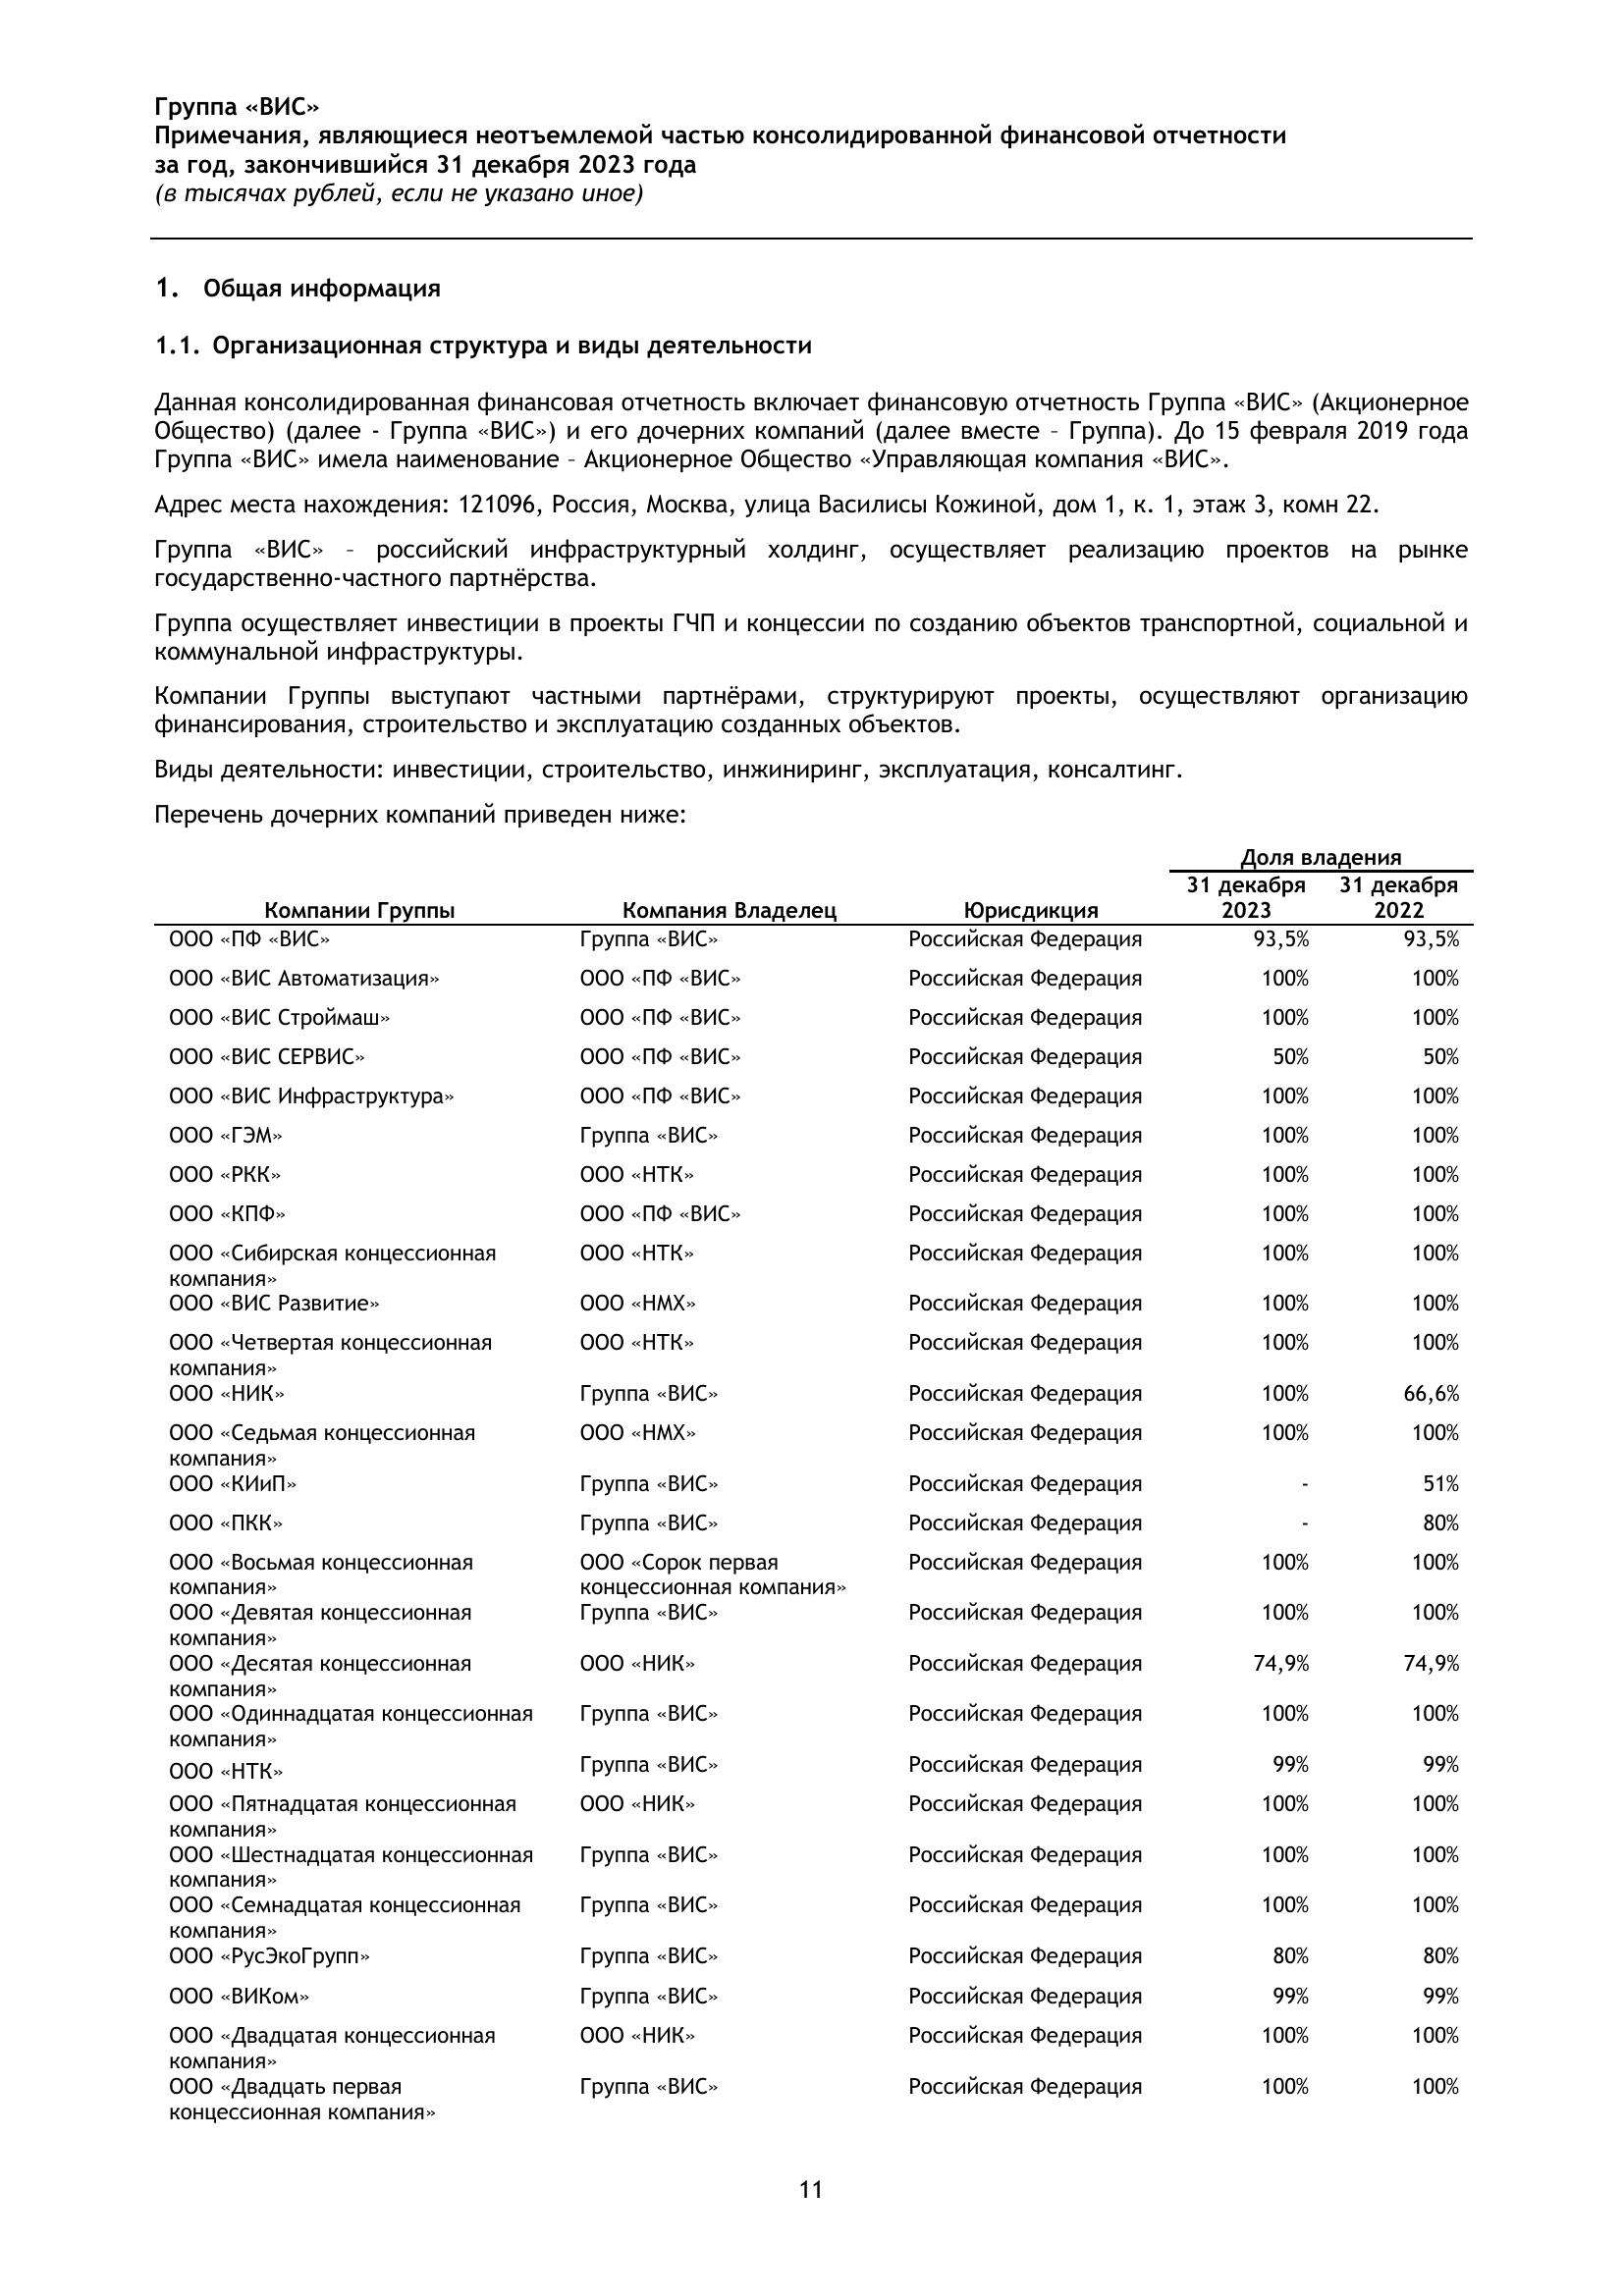 Группа «ВИС»
Примечания, являющиеся неотъемлемой частью консолидированной финансовой отчетности
за год, закончившийся 31 декабря 2023 года
(в тысячах рублей, если не указано иное)
1. Общая информация
1.1. Организационная структура и виды деятельности
Данная консолидированная финансовая отчетность включает финансовую отчетность Группа «ВИС» (Акционерное
Общество) (далее - Группа «ВИС») и его дочерних компаний (далее вместе – Группа). До 15 февраля 2019 года
Группа «ВИС» имела наименование – Акционерное Общество «Управляющая компания «ВИС».
Адрес места нахождения: 121096, Россия, Москва, улица Василисы Кожиной, дом 1, к. 1, этаж 3, комн 22.
Группа «ВИС» – российский инфраструктурный холдинг, осуществляет реализацию проектов на рынке
государственно-частного партнёрства.
Группа осуществляет инвестиции в проекты ГЧП и концессии по созданию объектов транспортной, социальной и
коммунальной инфраструктуры.
Компании Группы выступают частными партнёрами, структурируют проекты, осуществляют организацию
финансирования, строительство и эксплуатацию созданных объектов.
Виды деятельности: инвестиции, строительство, инжиниринг, эксплуатация, консалтинг.
Перечень дочерних компаний приведен ниже:
Доля владения
31 декабря 31 декабря
Компании Группы Компания Владелец Юрисдикция 2023 2022
ООО «ПФ «ВИС» Группа «ВИС» Российская Федерация 93,5% 93,5%
ООО «ВИС Автоматизация» ООО «ПФ «ВИС» Российская Федерация 100% 100%
ООО «ВИС Строймаш» ООО «ПФ «ВИС» Российская Федерация 100% 100%
ООО «ВИС СЕРВИС» ООО «ПФ «ВИС» Российская Федерация 50% 50%
ООО «ВИС Инфраструктура» ООО «ПФ «ВИС» Российская Федерация 100% 100%
ООО «ГЭМ» Группа «ВИС» Российская Федерация 100% 100%
ООО «РКК» ООО «НТК» Российская Федерация 100% 100%
ООО «КПФ» ООО «ПФ «ВИС» Российская Федерация 100% 100%
ООО «Сибирская концессионная ООО «НТК» Российская Федерация 100% 100%
компания»
ООО «ВИС Развитие» ООО «НМХ» Российская Федерация 100% 100%
ООО «Четвертая концессионная ООО «НТК» Российская Федерация 100% 100%
компания»
ООО «НИК» Группа «ВИС» Российская Федерация 100% 66,6%
ООО «Седьмая концессионная ООО «НМХ» Российская Федерация 100% 100%
компания»
ООО «КИиП» Группа «ВИС» Российская Федерация - 51%
ООО «ПКК» Группа «ВИС» Российская Федерация - 80%
ООО «Восьмая концессионная ООО «Сорок первая Российская Федерация 100% 100%
компания» концессионная компания»
ООО «Девятая концессионная Группа «ВИС» Российская Федерация 100% 100%
компания»
ООО «Десятая концессионная ООО «НИК» Российская Федерация 74,9% 74,9%
компания»
ООО «Одиннадцатая концессионная Группа «ВИС» Российская Федерация 100% 100%
компания»
ООО «НТК» Группа «ВИС» Российская Федерация 99% 99%
ООО «Пятнадцатая концессионная ООО «НИК» Российская Федерация 100% 100%
компания»
ООО «Шестнадцатая концессионная Группа «ВИС» Российская Федерация 100% 100%
компания»
ООО «Семнадцатая концессионная Группа «ВИС» Российская Федерация 100% 100%
компания»
ООО «РусЭкоГрупп» Группа «ВИС» Российская Федерация 80% 80%
ООО «ВИКом» Группа «ВИС» Российская Федерация 99% 99%
ООО «Двадцатая концессионная ООО «НИК» Российская Федерация 100% 100%
компания»
ООО «Двадцать первая Группа «ВИС» Российская Федерация 100% 100%
концессионная компания»
11